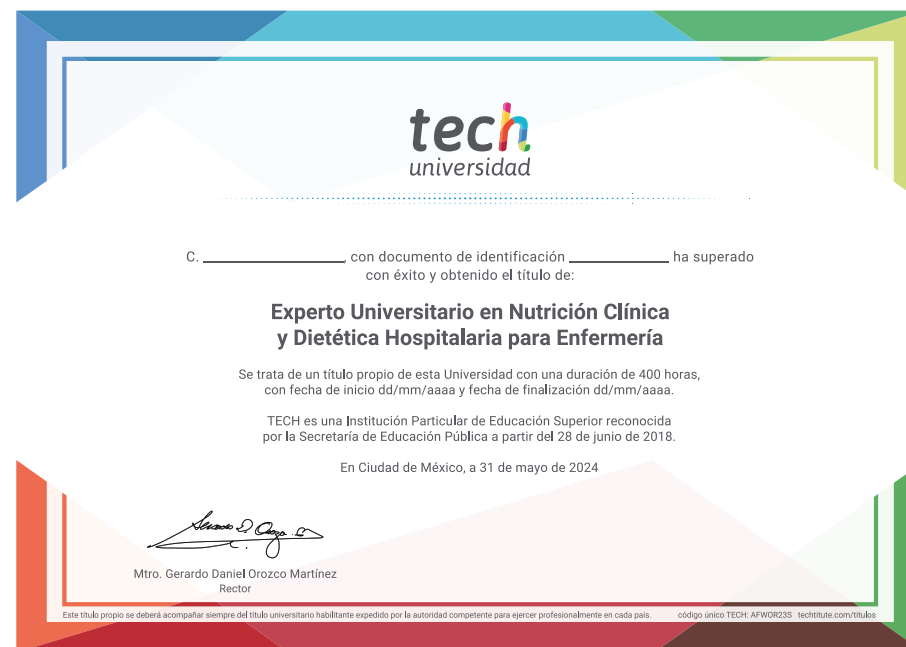 tech
universidad
C. ____________, con documento de identificación ____________ ha superado
con éxito y obtenido el título de:
Experto Universitario en Nutrición Clínica
y Dietética Hospitalaria para Enfermería
Se trata de un título propio de esta Universidad con una duración de 400 horas,
con fecha de inicio dd/mm/aaaa y fecha de finalización dd/mm/aaaa.
TECH es una Institución Particular de Educación Superior reconocida
por la Secretaría de Educación Pública a partir del 28 de junio de 2018.
En Ciudad de México, a 31 de mayo de 2024
Mtro. Gerardo Daniel Orozco Martínez
Rector
Este título propio se deberá acompañar siempre del título universitario habilitante expedido por la autoridad competente para ejercer profesionalmente en cada país. código único TECH: AFWOR23S techtitute.com/titulos